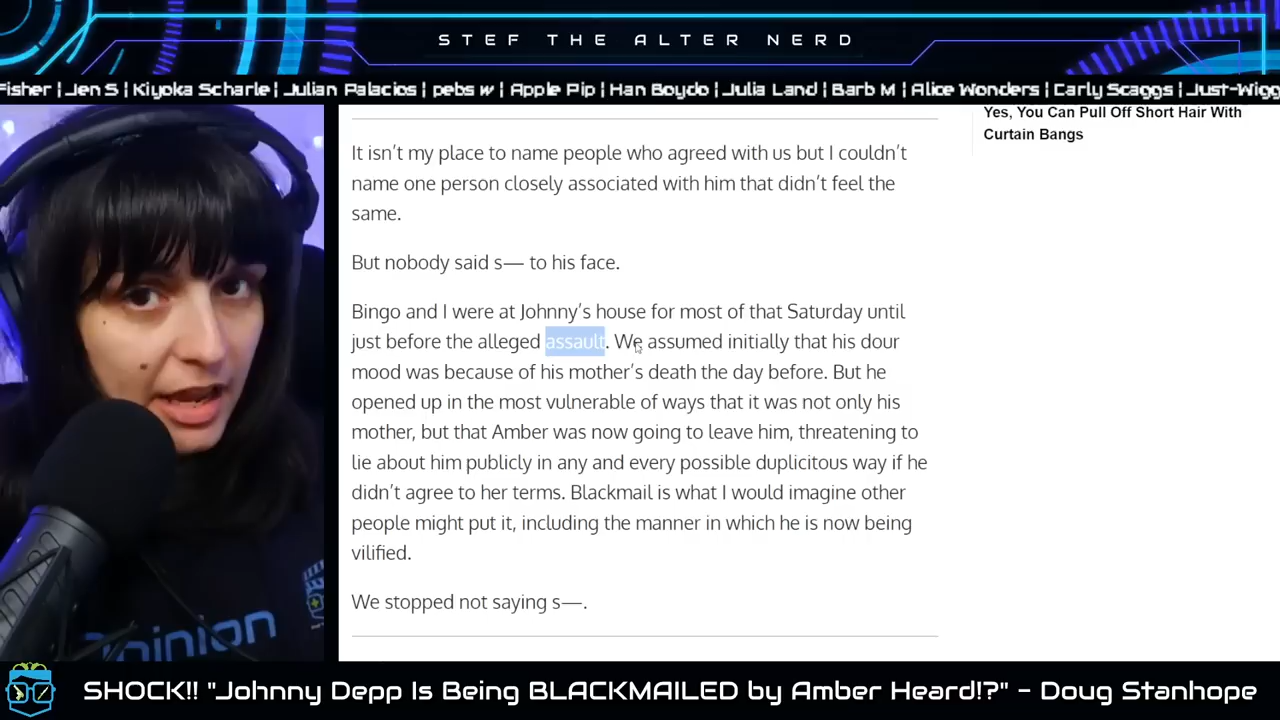 STEF THE ALTER NERD
Fisher | Jen S | Kiyoka Scharle | Julian Palacios | pebs w | Apple Pip | Han Boydo | Julia Land | Barb M | Alice Wonders | Carly Scaggs | Just-Wigg
Yes, You Can Pull Off Short Hair With
Curtain Bangs
It isn’t my place to name people who agreed with us but I couldn’t
name one person closely associated with him that didn’t feel the
same.
But nobody said s— to his face.
Bingo and I were at Johnny’s house for most of that Saturday until
just before the alleged assault. We assumed initially that his dour
mood was because of his mother’s death the day before. But he
opened up in the most vulnerable of ways that it was not only his
mother, but that Amber was now going to leave him, threatening to
lie about him publicly in any and every possible duplicitous way if he
didn’t agree to her terms. Blackmail is what I would imagine other
people might put it, including the manner in which he is now being
vilified.
We stopped not saying s—.
pinion
SHOCK!! "Johnny Depp Is Being BLACKMAILED by Amber Heard!?" - Doug Stanhope